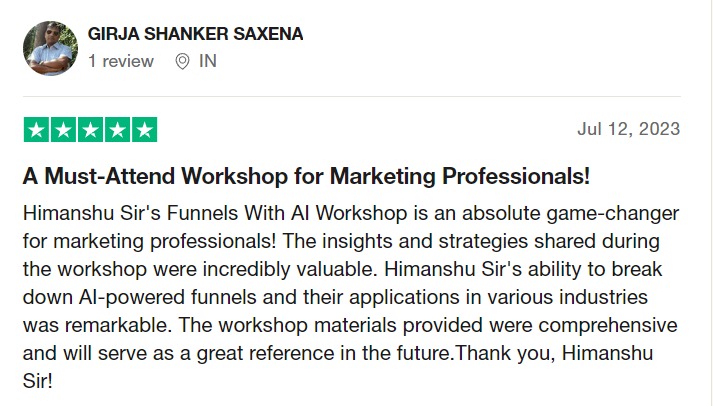 GIRJA SHANKER SAXENA
1 review IN
Jul 12, 2023
A Must-Attend Workshop for Marketing Professionals!
Himanshu Sir's Funnels With AI Workshop is an absolute game-changer
for marketing professionals! The insights and strategies shared during
the workshop were incredibly valuable. Himanshu Sir's ability to break
down AI-powered funnels and their applications in various industries
was remarkable. The workshop materials provided were comprehensive
and will serve as a great reference in the future.Thank you, Himanshu
Sir!